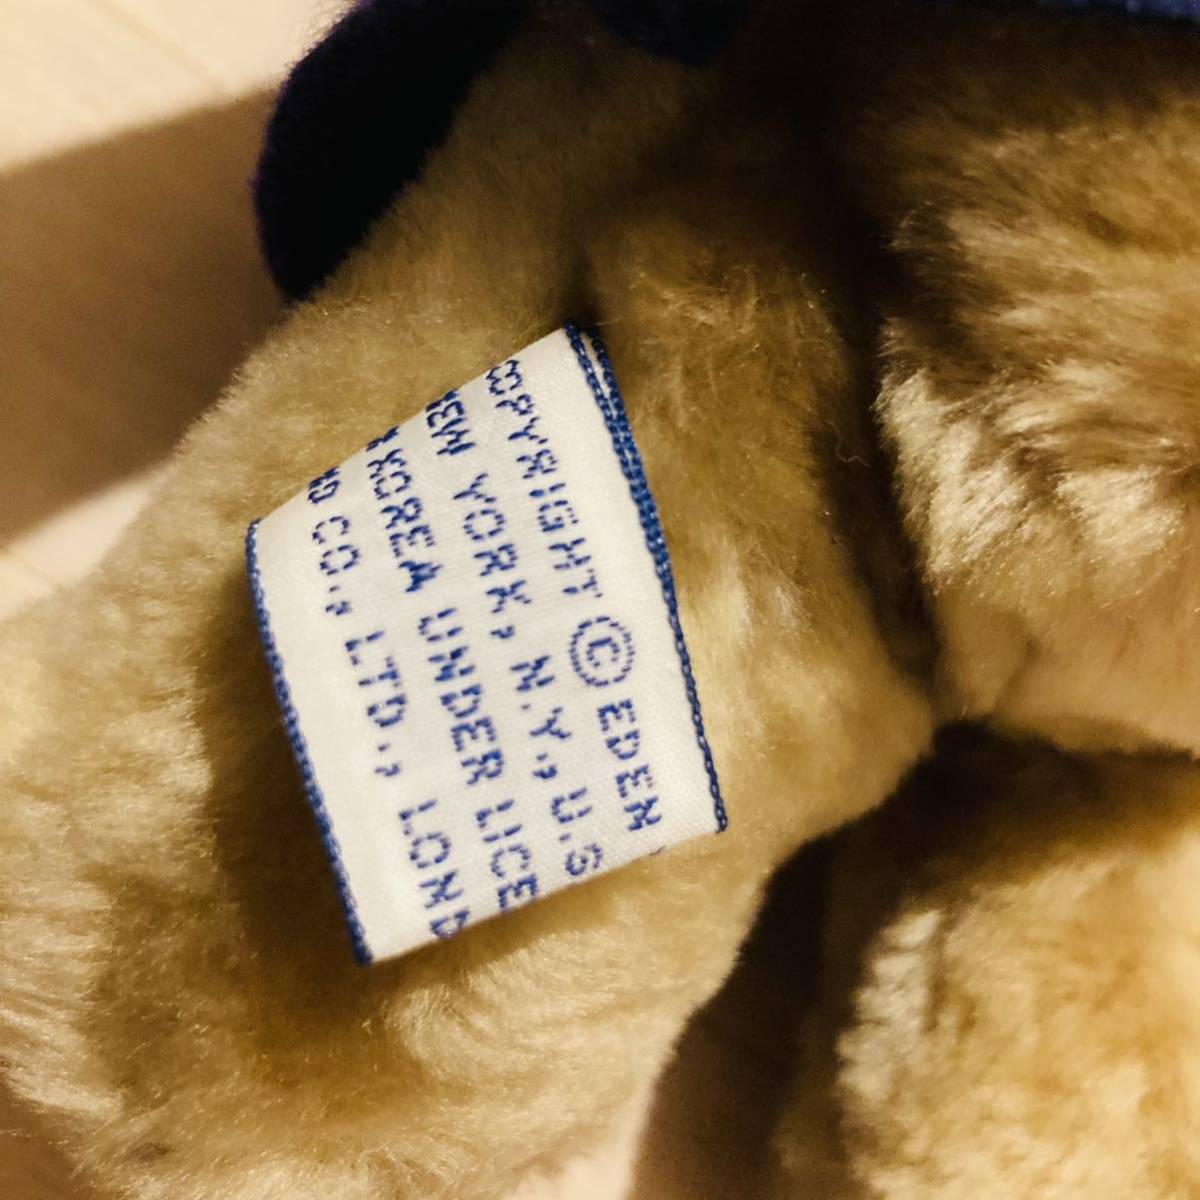 COPYRIGHT © EDEN
NEW YORK, N.Y., U.S
KOREA UNDER LICE
CO., LTD., LOND